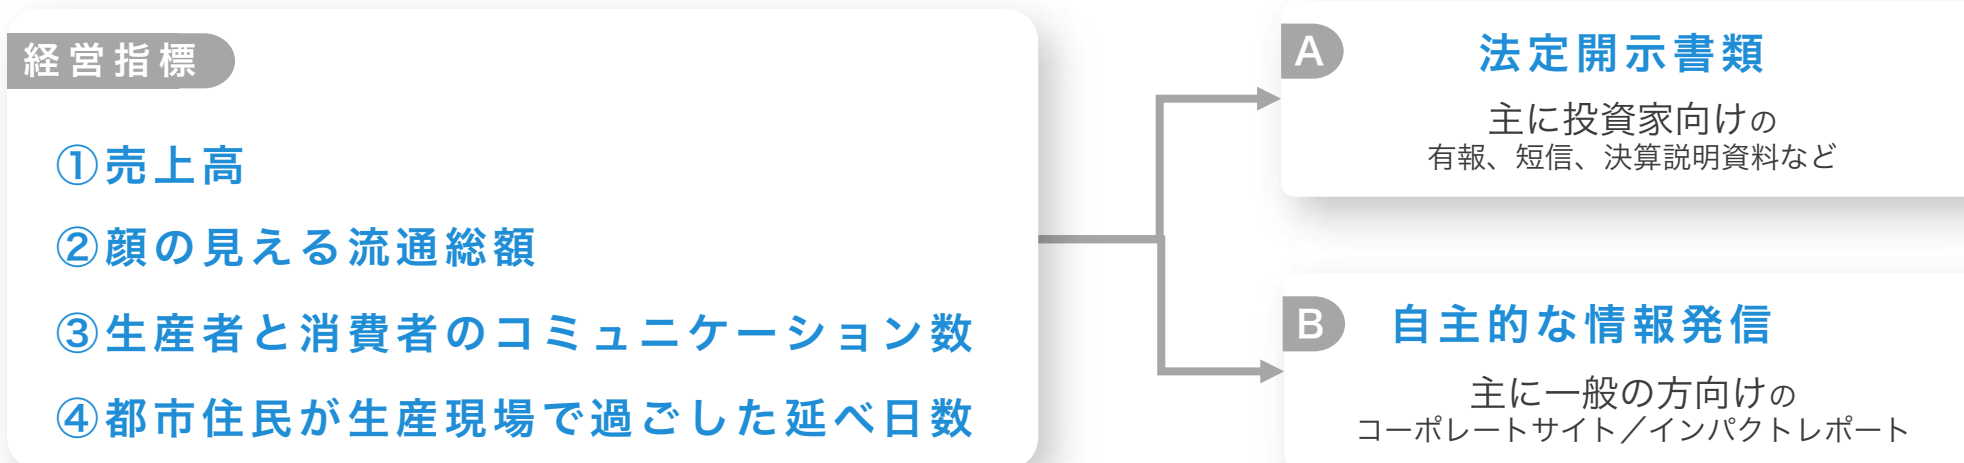 経営指標
①売上高
②顔の見える流通総額
③生産者と消費者のコミュニケーション数
④都市住民が生産現場で過ごした延べ日数
A
法定開示書類
主に投資家向けの
有報、短信、決算説明資料など
B
自主的な情報発信
主に一般の方向けの
コーポレートサイト／インパクトレポート